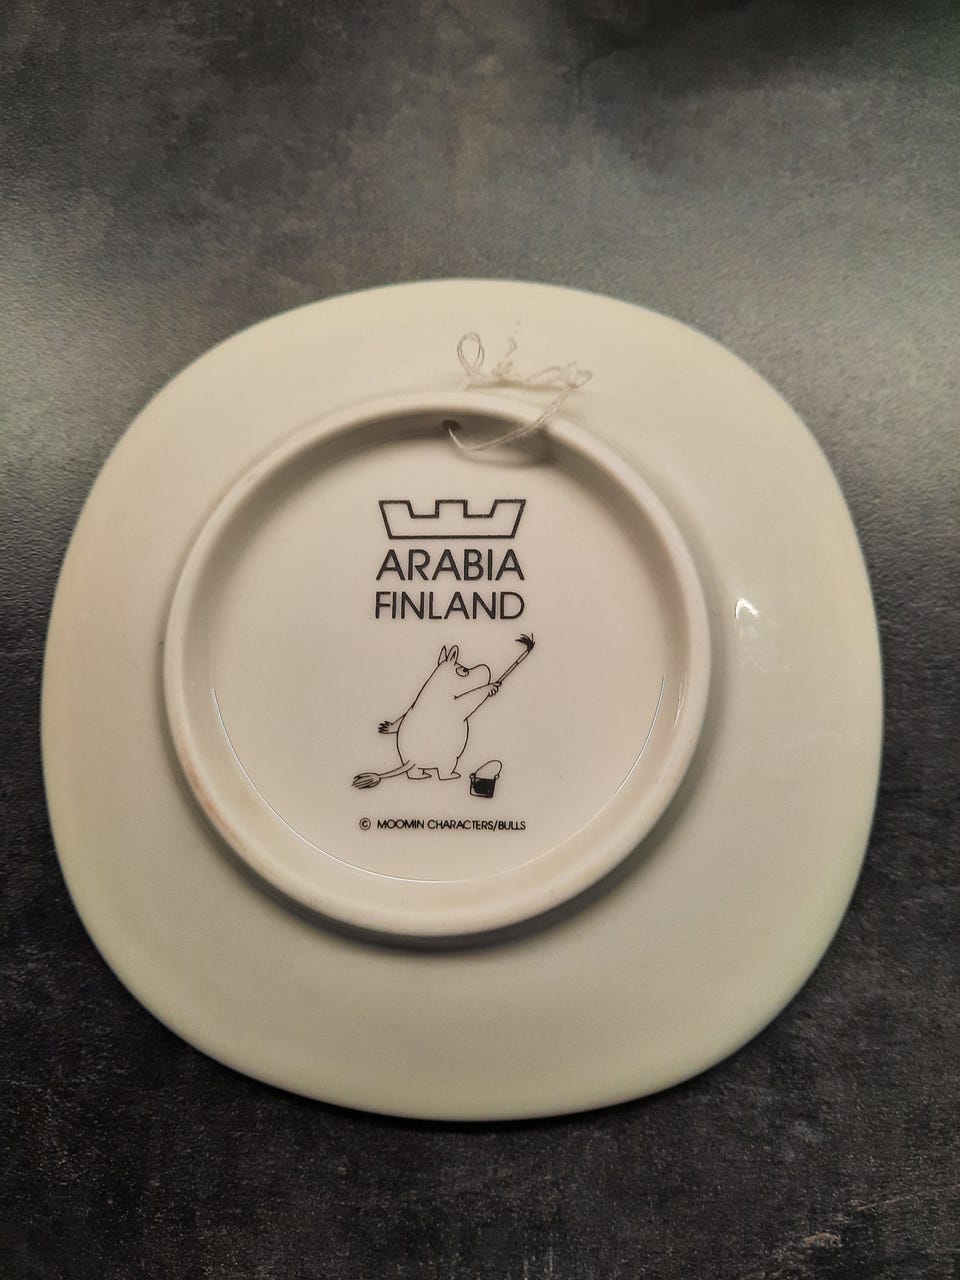 ARABIA
FINLAND
© MOOMIN CHARACTERS/BULLS